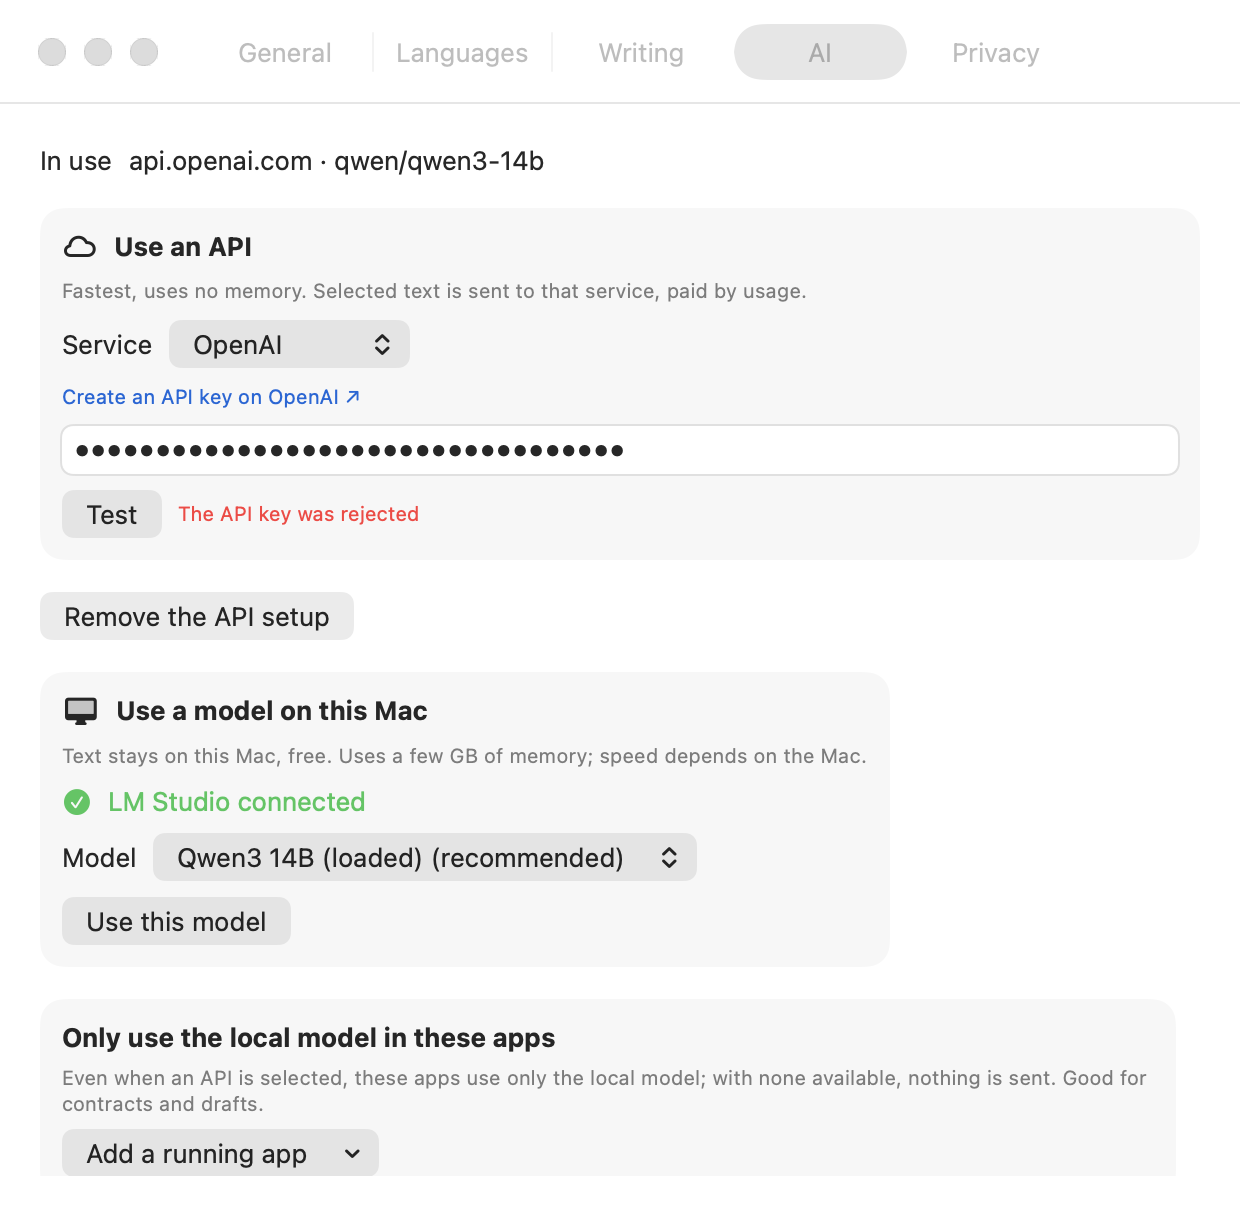 General
Languages
Writing
AI
Privacy
In use api.openai.com · qwen/qwen3-14b
Use an API
Fastest, uses no memory. Selected text is sent to that service, paid by usage.
Service OpenAI
Create an API key on OpenAI ↗
●●●●●●●●●●●●●●●●●●●●●●●●●●●●●●●●●●
Test The API key was rejected
Remove the API setup
Use a model on this Mac
Text stays on this Mac, free. Uses a few GB of memory; speed depends on the Mac.
LM Studio connected
Model Qwen3 14B (loaded) (recommended)
Use this model
Only use the local model in these apps
Even when an API is selected, these apps use only the local model; with none available, nothing is sent. Good for
contracts and drafts.
Add a running app